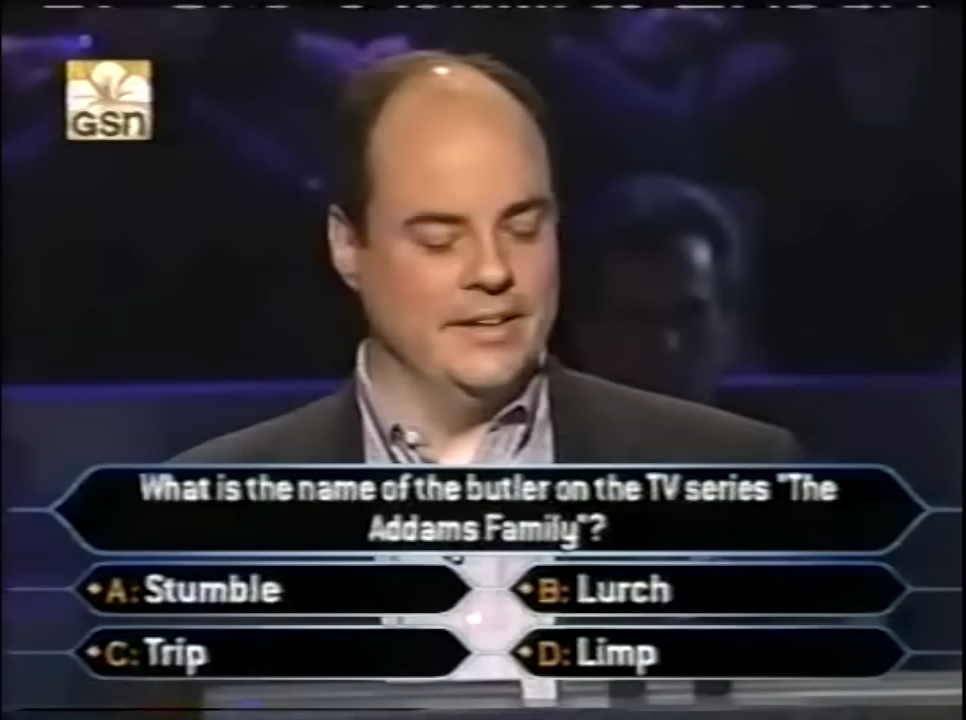 GSN
What is the name of the butler on the TV series "The
Addams Family"?
A: Stumble
B: Lurch
C: Trip
D: Limp